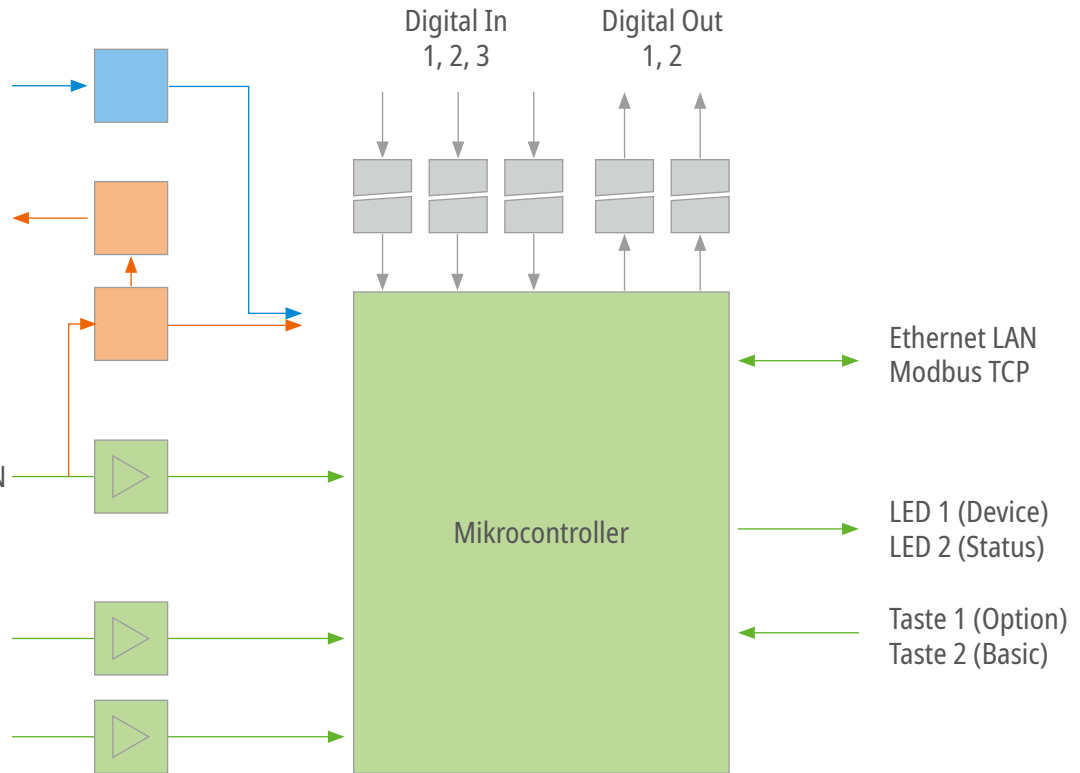 Digital In
1, 2, 3
Digital Out
1, 2
Ethernet LAN
Modbus TCP
N
Mikrocontroller
LED 1 (Device)
LED 2 (Status)
Taste 1 (Option)
Taste 2 (Basic)